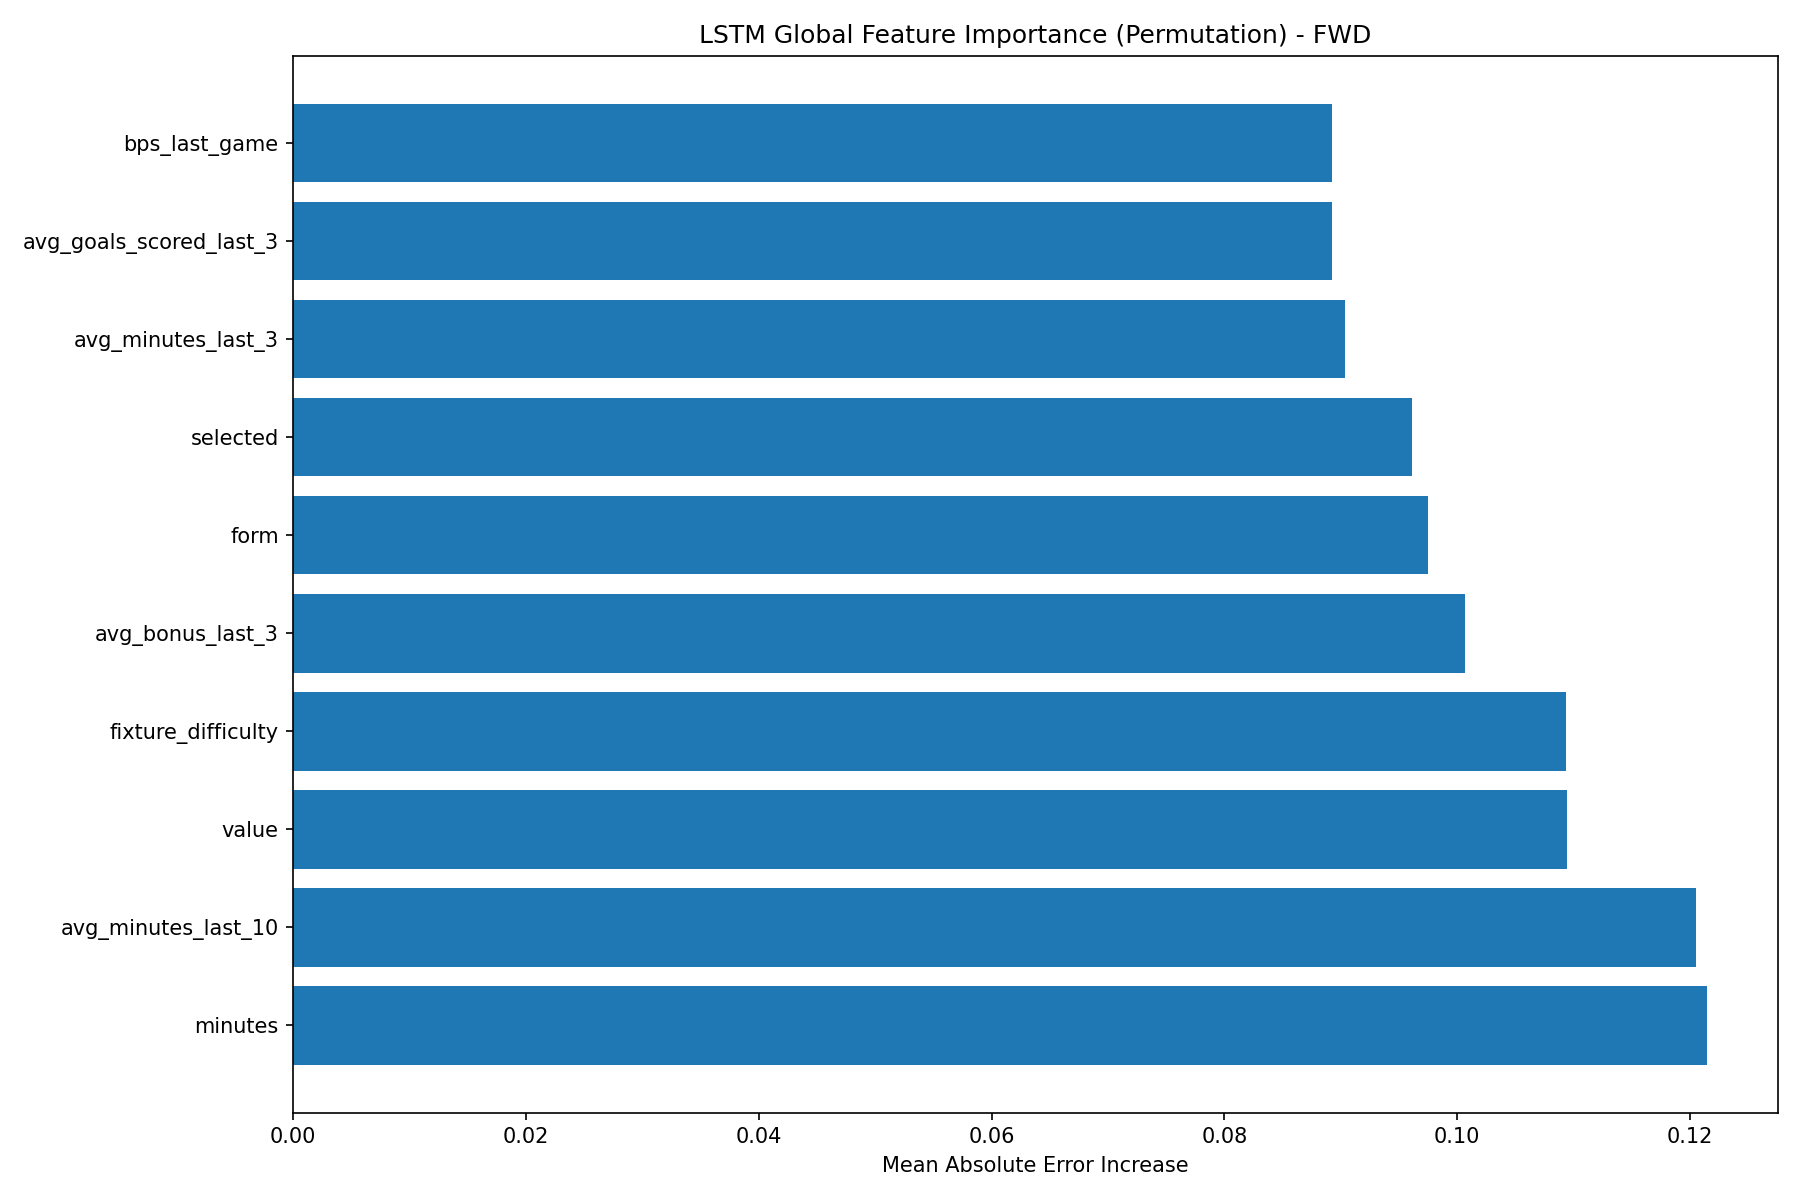 LSTM Global Feature Importance (Permutation) - FWD
bps_last_game
avg_goals_scored_last_3
avg_minutes_last_3
selected
form
avg_bonus_last_3
fixture_difficulty
value
avg_minutes_last_10
minutes
0.00 0.02 0.04 0.06 0.08 0.10 0.12
Mean Absolute Error Increase